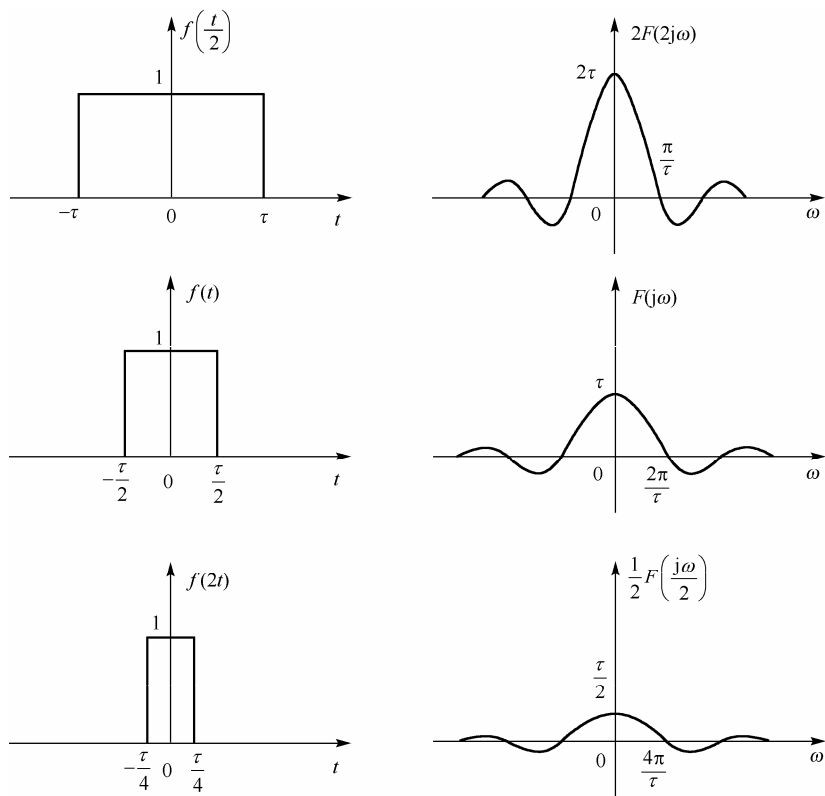 f(t/2)
1
−τ
0
τ
t
2F(2jω)
2τ
π/τ
0
ω
f(t)
1
−τ/2
0
τ/2
t
F(jω)
τ
0
2π/τ
ω
f(2t)
1
−τ/4
0
τ/4
t
1/2 F(jω/2)
τ/2
0
4π/τ
ω